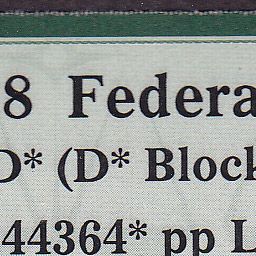 8 Federa
D* (D* Block
44364* pp L